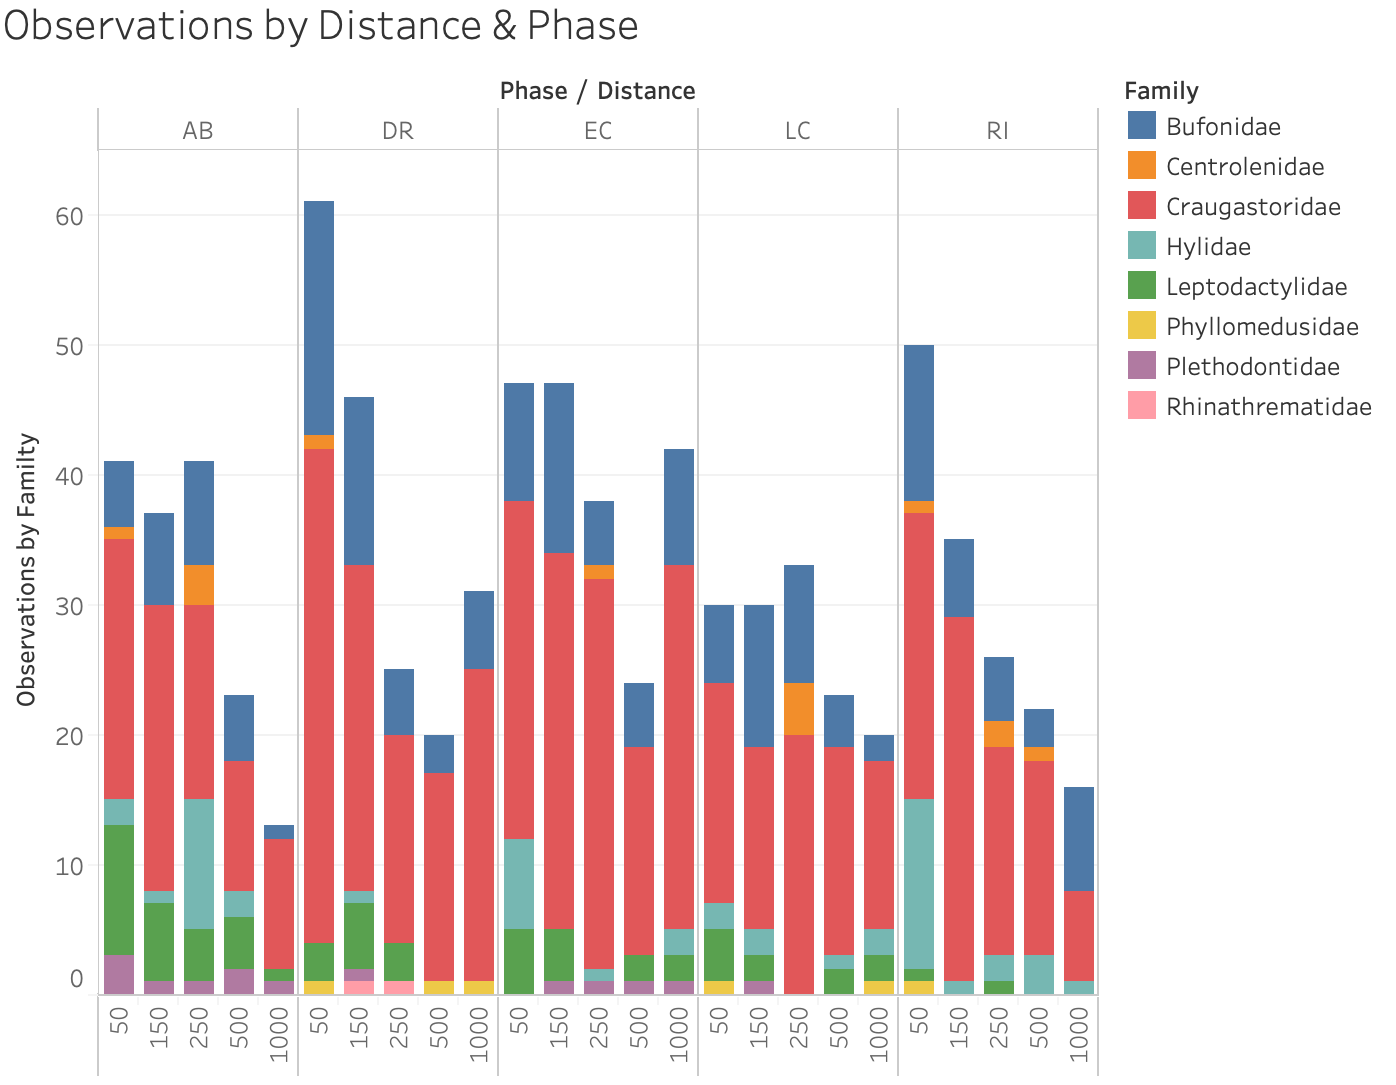 Observations by Distance & Phase
Phase / Distance
AB DR EC LC RI
Family
Bufonidae
Centrolenidae
Craugastoridae
Hylidae
Leptodactylidae
Phyllomedusidae
Plethodontidae
Rhinathrematidae
Observations by Familty
60
50
40
30
20
10
0
50 150 250 500 1000 50 150 250 500 1000 50 150 250 500 1000 50 150 250 500 1000 50 150 250 500 1000